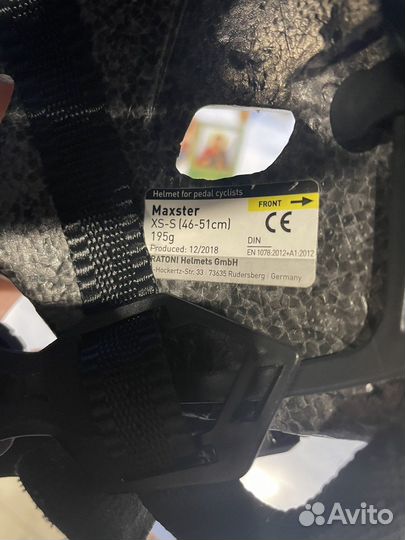 Helmet for pedal cyclists
Maxster
XS-S (46-51cm)
195g
Produced: 12/2018
RATONI Helmets GmbH
-Hockertz-Str. 33 73635 Rudersberg Germany
FRONT
CE
DIN
EN 1078:2012+A1:2012
Avito